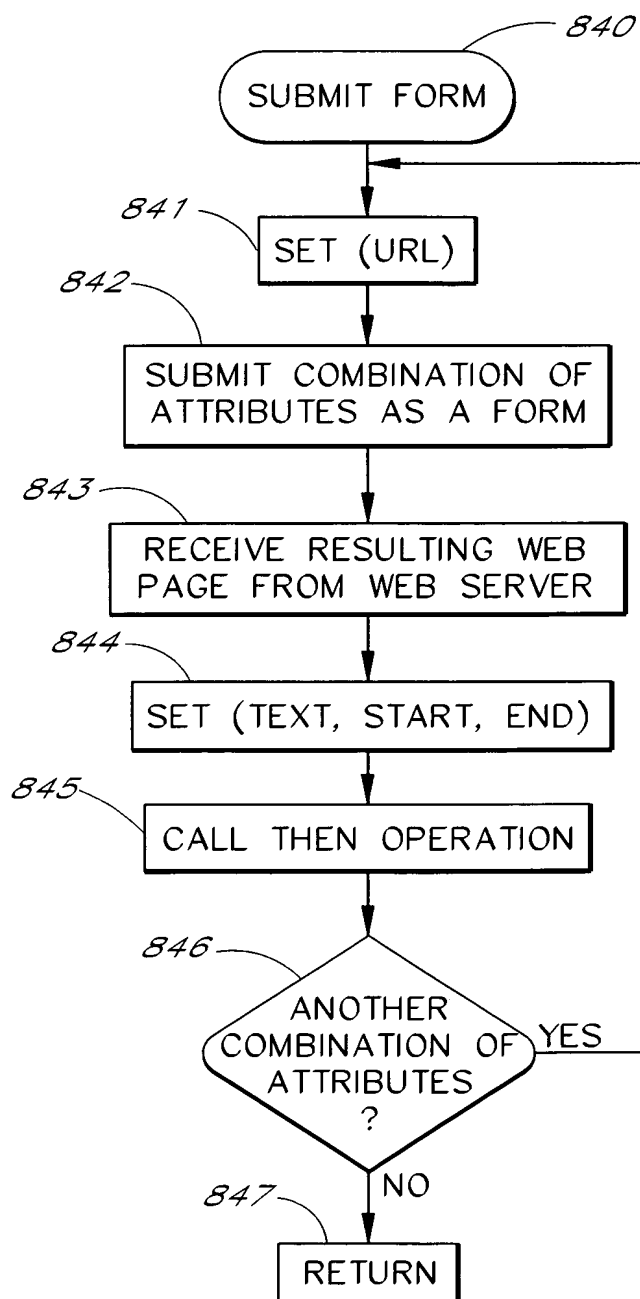 840
SUBMIT FORM
841
SET (URL)
842
SUBMIT COMBINATION OF
ATTRIBUTES AS A FORM
843
RECEIVE RESULTING WEB
PAGE FROM WEB SERVER
844
SET (TEXT, START, END)
845
CALL THEN OPERATION
846
ANOTHER
COMBINATION OF
ATTRIBUTES
?
YES
NO
847
RETURN